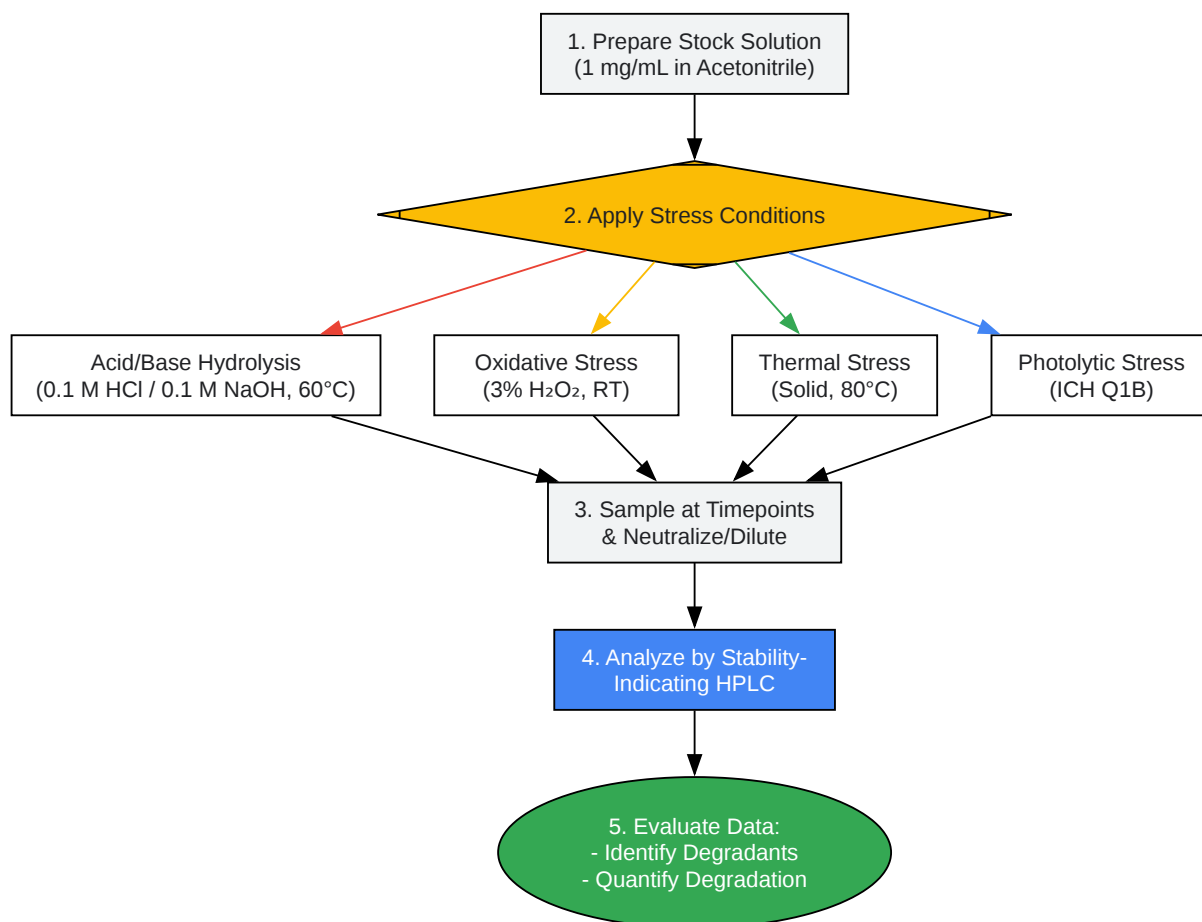 1. Prepare Stock Solution
(1 mg/mL in Acetonitrile)
2. Apply Stress Conditions
Acid/Base Hydrolysis
(0.1 M HCl / 0.1 M NaOH, 60°C)
Oxidative Stress
(3% H₂O₂, RT)
Thermal Stress
(Solid, 80°C)
Photolytic Stress
(ICH Q1B)
3. Sample at Timepoints
& Neutralize/Dilute
4. Analyze by Stability-
Indicating HPLC
5. Evaluate Data:
- Identify Degradants
- Quantify Degradation